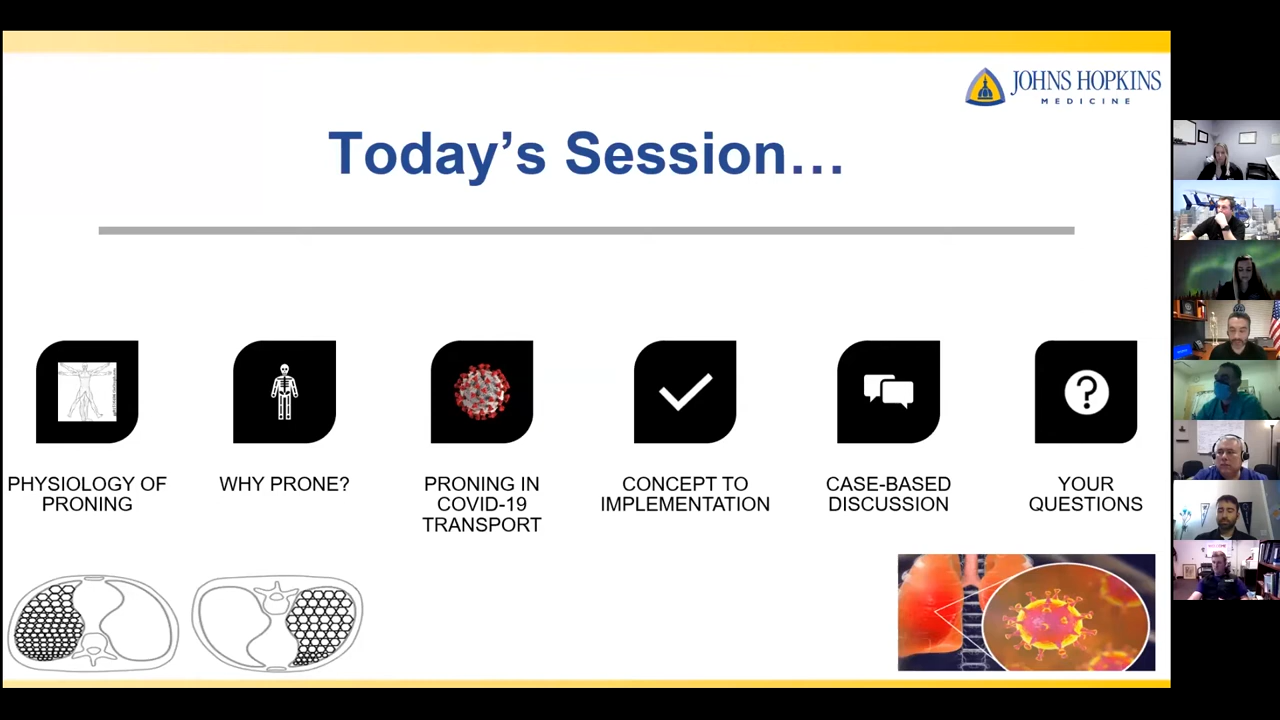 JOHNS HOPKINS
MEDICINE
Today's Session…
PHYSIOLOGY OF
PRONING
WHY PRONE?
PRONING IN
COVID-19
TRANSPORT
CONCEPT TO
IMPLEMENTATION
CASE-BASED
DISCUSSION
YOUR
QUESTIONS